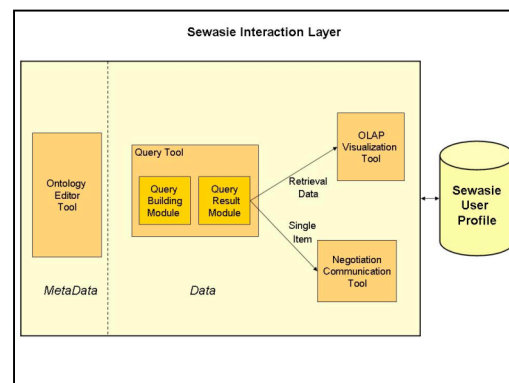 Sewasie Interaction Layer
OLAP
Visualization
Tool
Query Tool
Ontology
Editor
Tool
Query
Building
Module
Query
Result
Module
Retrieval
Data
Sewasie
User
Profile
Single
Item
Negotiation
Communication
Tool
MetaData
Data